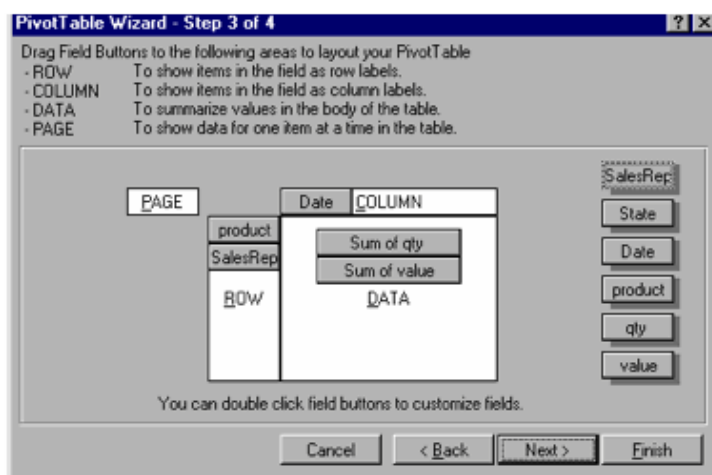 PivotTable Wizard - Step 3 of 4
Drag Field Buttons to the following areas to layout your PivotTable
- ROW To show items in the field as row labels.
- COLUMN To show items in the field as column labels.
- DATA To summarize values in the body of the table.
- PAGE To show data for one item at a time in the table.
PAGE
Date COLUMN
product
SalesRep
ROW
Sum of qty
Sum of value
DATA
SalesRep
State
Date
product
qty
value
You can double click field buttons to customize fields.
Cancel < Back Next > Finish